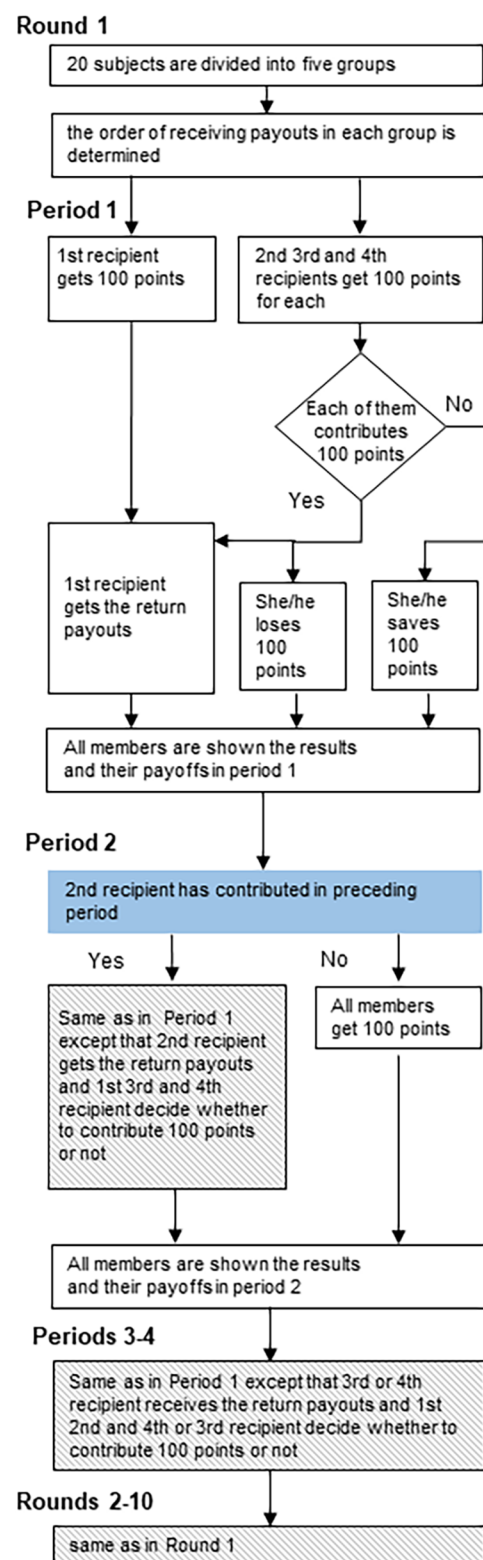 Round 1
20 subjects are divided into five groups
the order of receiving payouts in each group is
determined
Period 1
1st recipient
gets 100 points
2nd 3rd and 4th
recipients get 100 points
for each
Each of them
contributes
100 points
No
Yes
1st recipient
gets the return
payouts
She/he
loses
100
points
She/he
saves
100
points
All members are shown the results
and their payoffs in period 1
Period 2
2nd recipient has contributed in preceding
period
Yes
No
Same as in Period 1
except that 2nd recipient
gets the return payouts
and 1st 3rd and 4th
recipient decide whether
to contribute 100 points
or not
All members
get 100 points
All members are shown the results
and their payoffs in period 2
Periods 3-4
Same as in Period 1 except that 3rd or 4th
recipient receives the return payouts and 1st
2nd and 4th or 3rd recipient decide whether to
contribute 100 points or not
Rounds 2-10
same as in Round 1